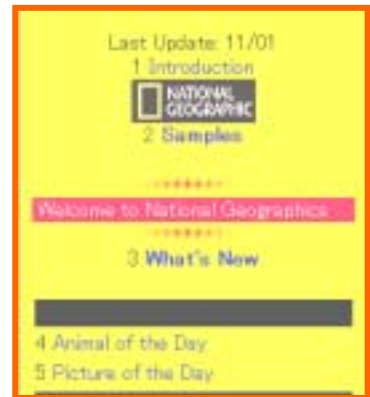 Last Update: 11/01
1 Introduction
NATIONAL
GEOGRAPHIC
2 Samples
Welcome to National Geographics
3 What's New
4 Animal of the Day
5 Picture of the Day